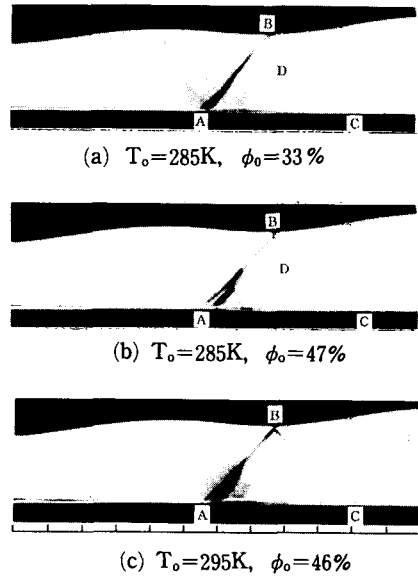 B
D
A
C
(a) T₀=285K, ϕ₀=33%
B
D
A
C
(b) T₀=285K, ϕ₀=47%
B
A
C
(c) T₀=295K, ϕ₀=46%